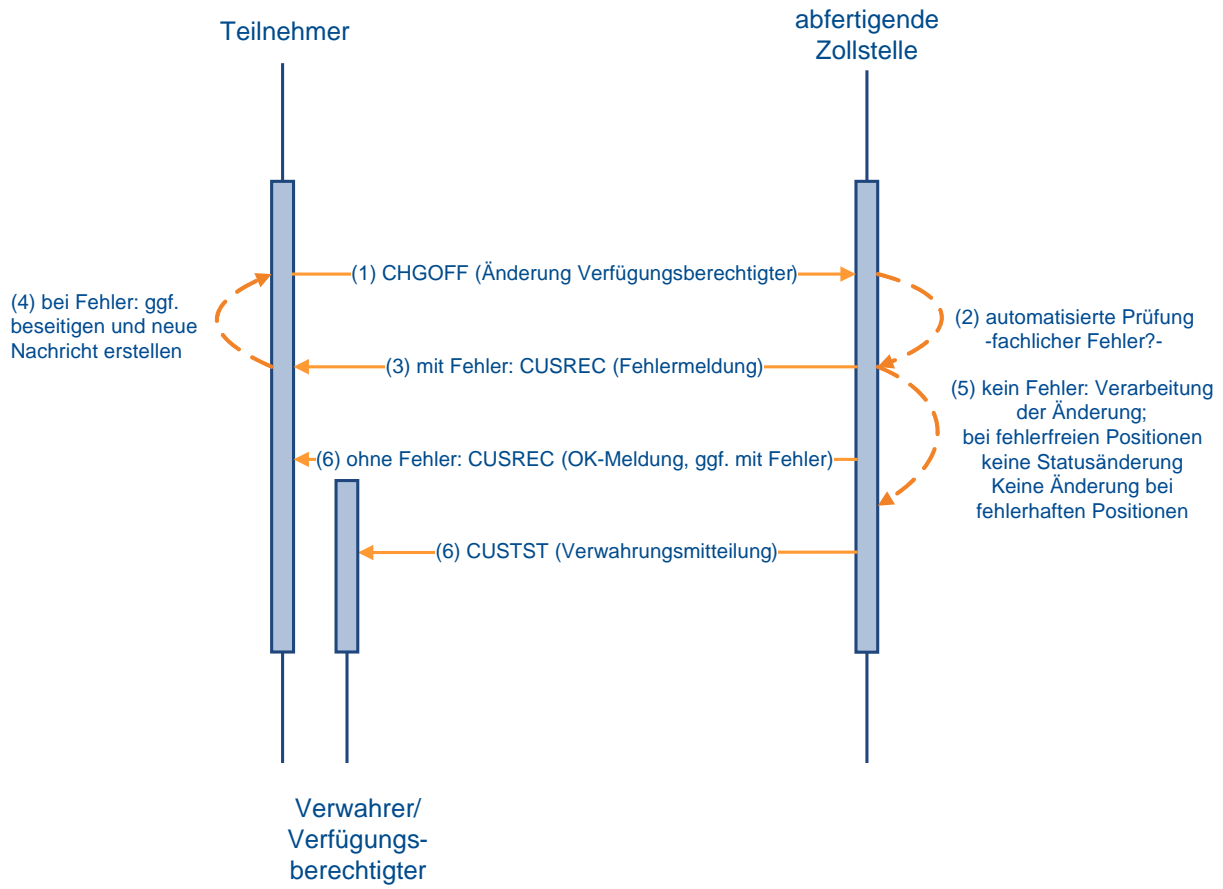 Teilnehmer
abfertigende
Zollstelle
(1) CHGOFF (Änderung Verfügungsberechtigter)
(4) bei Fehler: ggf.
beseitigen und neue
Nachricht erstellen
(2) automatisierte Prüfung
-fachlicher Fehler?-
(3) mit Fehler: CUSREC (Fehlermeldung)
(5) kein Fehler: Verarbeitung
der Änderung;
bei fehlerfreien Positionen
keine Statusänderung
Keine Änderung bei
fehlerhaften Positionen
(6) ohne Fehler: CUSREC (OK-Meldung, ggf. mit Fehler)
(6) CUSTST (Verwahrungsmitteilung)
Verwahrer/
Verfügungs-
berechtigter